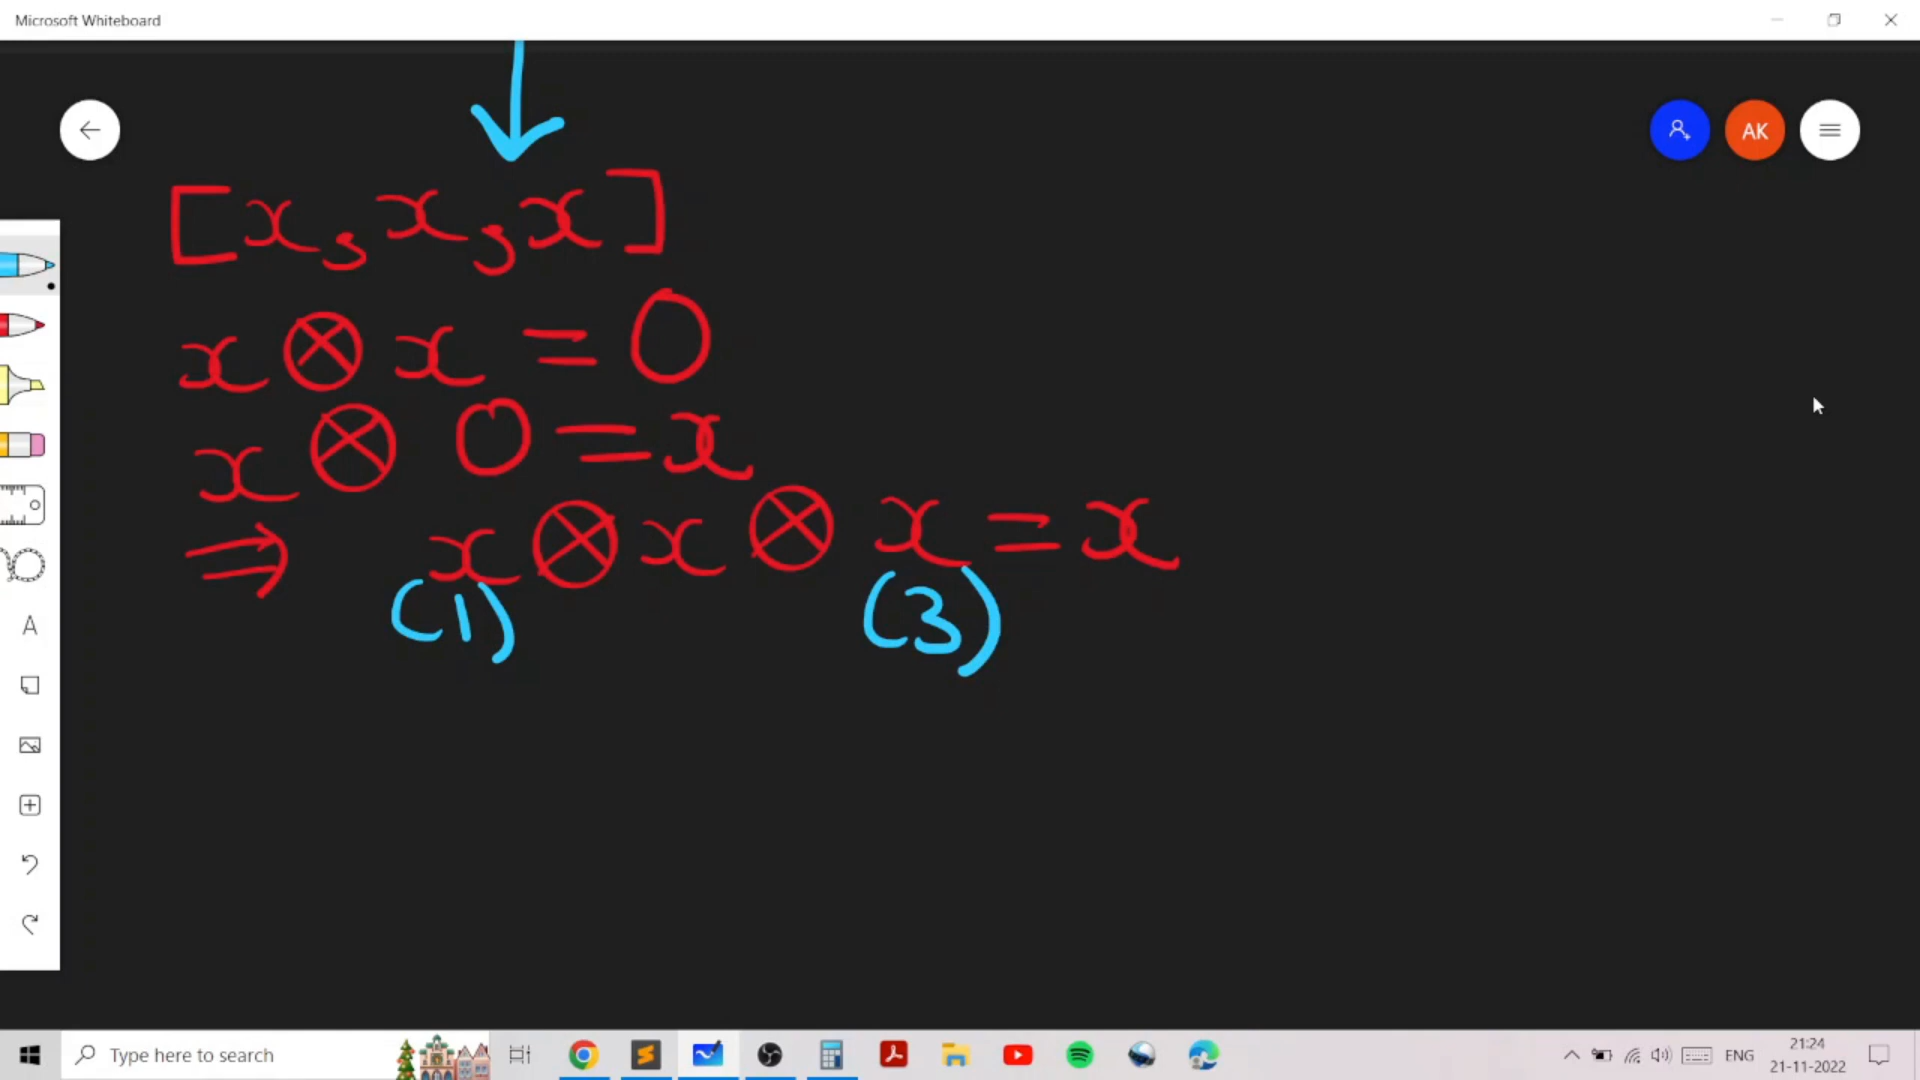 Microsoft Whiteboard
AK
[x, x, x]
x ⊗ x = 0
x ⊗ 0 = x
⇒ x ⊗ x ⊗ x = x
(1) (3)
A
Type here to search
ENG
21:24
21-11-2022